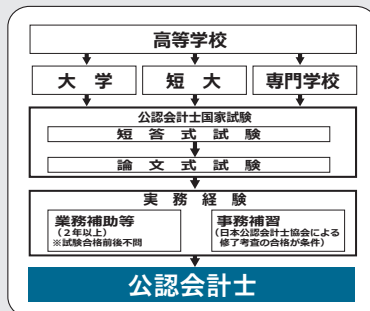 高等学校
大学
短大
専門学校
公認会計士国家試験
短答式試験
論文式試験
実務経験
業務補助等
（2年以上）
※試験合格前後不問
事務補習
（日本公認会計士協会による
修了考査の合格が条件）
公認会計士